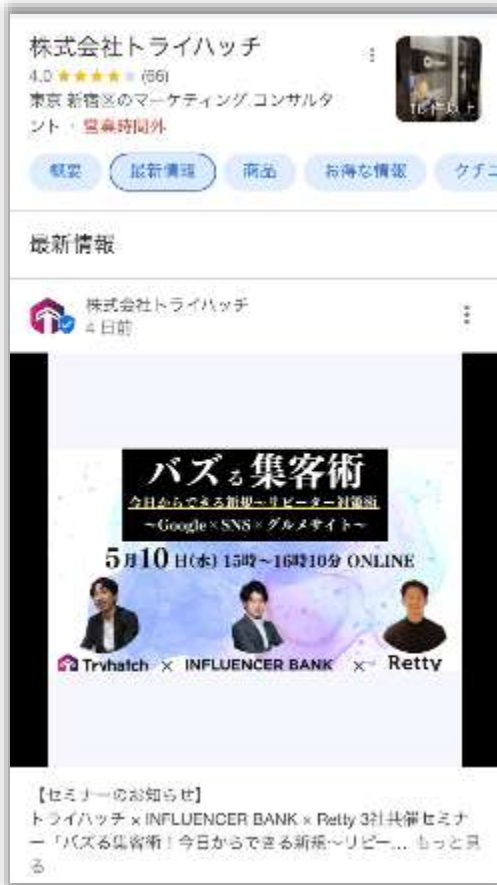 株式会社トライハッチ
4.0 ★★★★★ (66)
東京 新宿区のマーケティング コンサルタ
ント · 営業時間外
16 件以上
概要
最新情報
商品
お得な情報
クチコ
最新情報
株式会社トライハッチ
4 日前
バズる集客術
今日からできる新規～リピーター対策術
～Google×SNS×グルメサイト～
5月10日(水) 15時～16時10分 ONLINE
Tryhatch × INFLUENCER BANK × Retty
【セミナーのお知らせ】
トライハッチ x INFLUENCER BANK x Retty 3社共催セミナ
ー「バズる集客術！今日からできる新規～リピー... もっと見
る